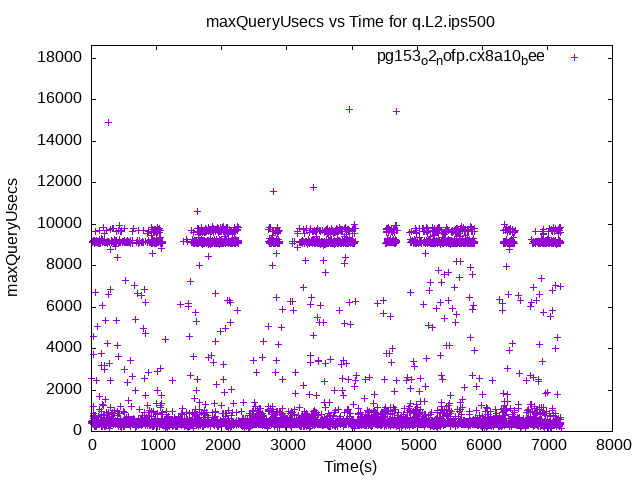 maxQueryUsecs vs Time for q.L2.ips500
pg153o2nofp.cx8a10bee
18000
16000
14000
12000
10000
8000
6000
4000
2000
0
maxQueryUsecs
0 1000 2000 3000 4000 5000 6000 7000 8000
Time(s)